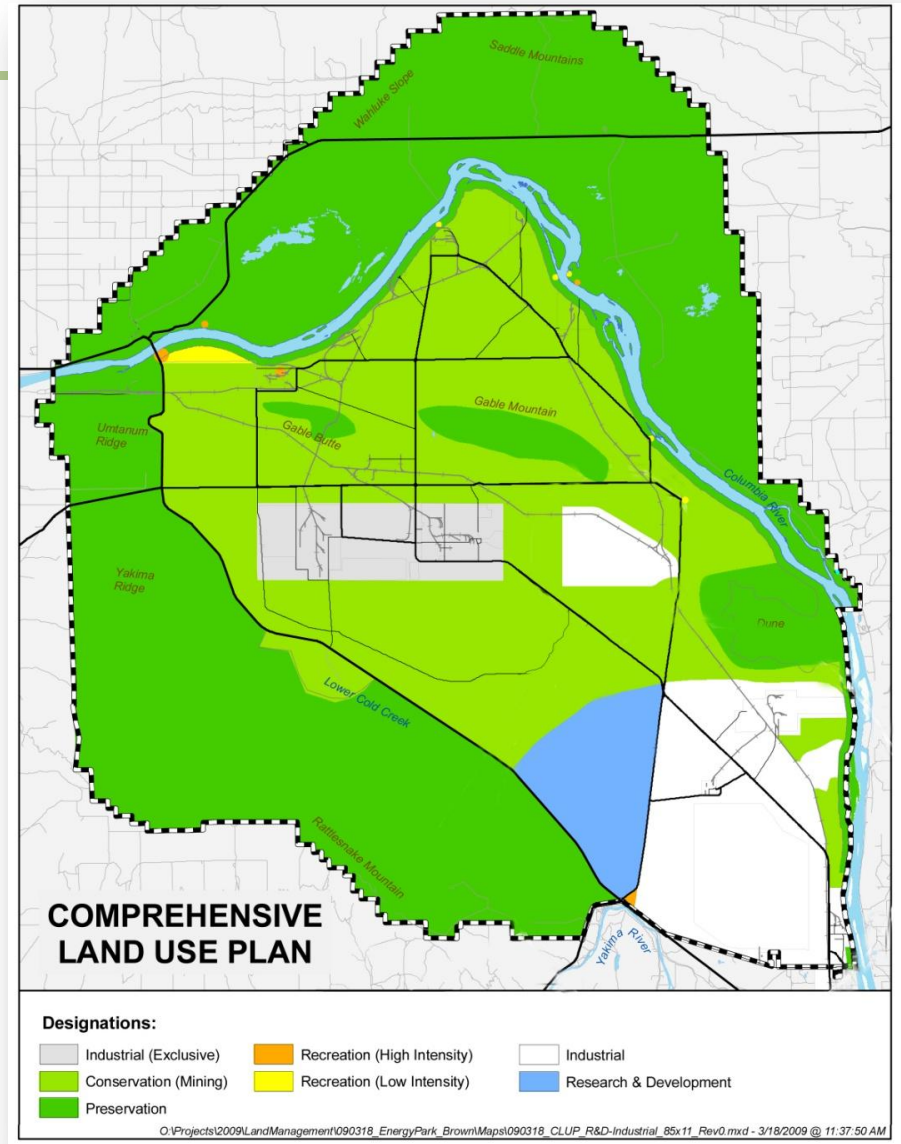 Saddle Mountains
Wahluke Slope
Gable Mountain
Gable Butte
Umtanum
Ridge
Columbia River
Yakima
Ridge
Dune
Lower Cold Creek
Rattlesnake Mountain
COMPREHENSIVE
LAND USE PLAN
Yakima River
Designations:
Industrial (Exclusive)
Recreation (High Intensity)
Industrial
Conservation (Mining)
Recreation (Low Intensity)
Research & Development
Preservation
O:\Projects\2009\LandManagement\090318_EnergyPark_Brown\Maps\090318_CLUP_R&D-Industrial_85x11_Rev0.mxd - 3/18/2009 @ 11:37:50 AM